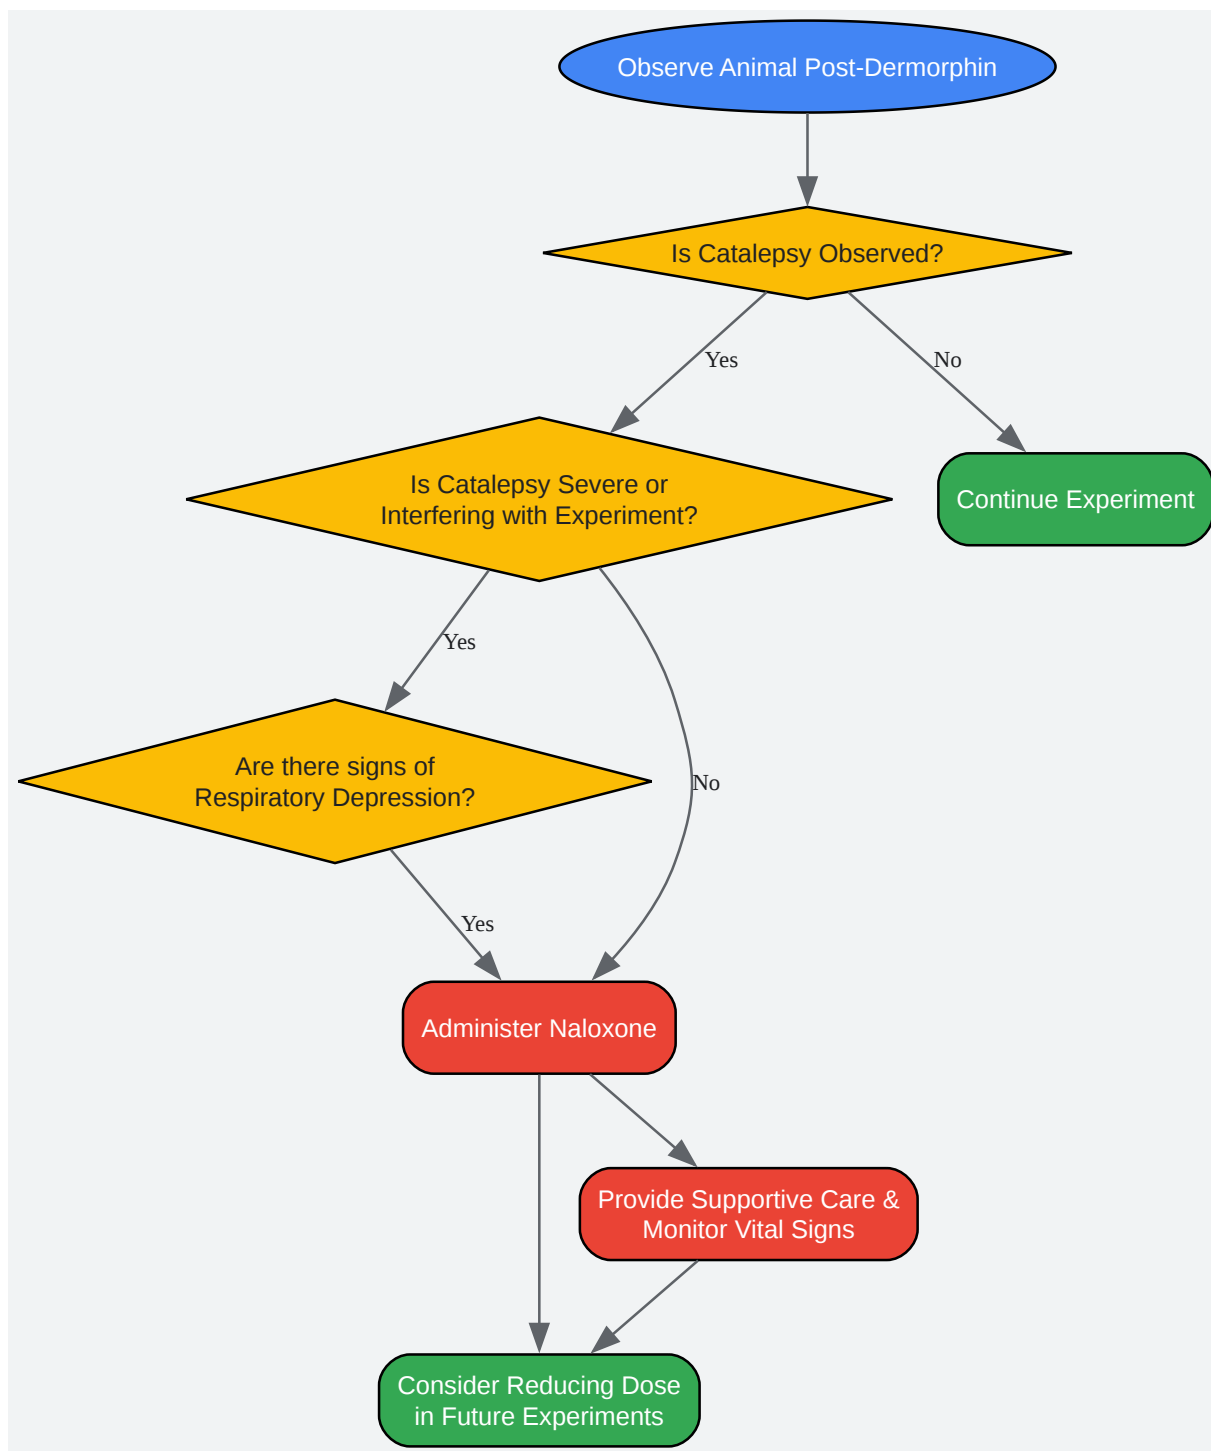 Observe Animal Post-Dermorphin
Is Catalepsy Observed?
Yes
No
Is Catalepsy Severe or
Interfering with Experiment?
Continue Experiment
Yes
Are there signs of
Respiratory Depression?
No
Yes
Administer Naloxone
Provide Supportive Care &
Monitor Vital Signs
Consider Reducing Dose
in Future Experiments